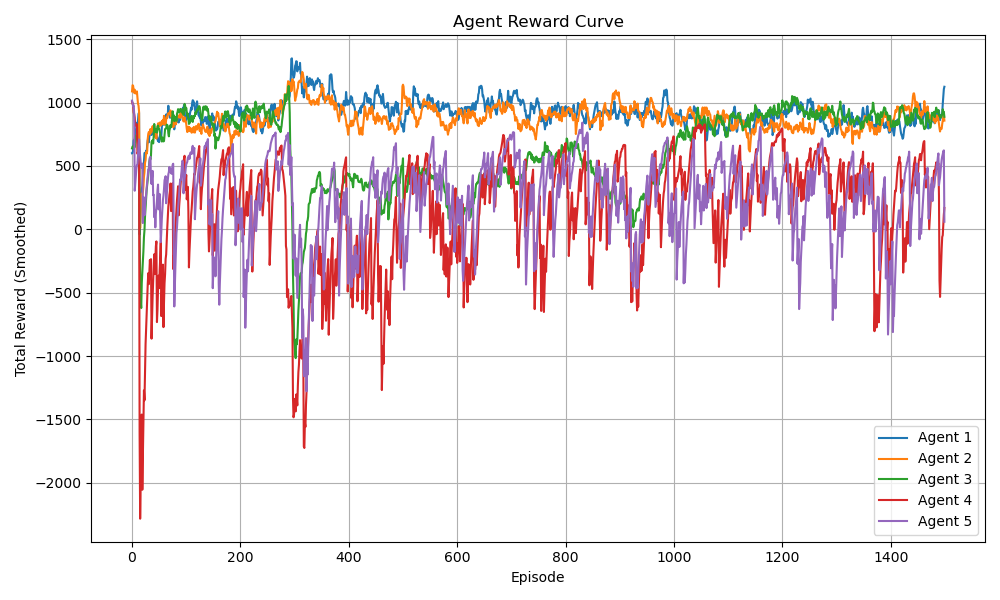 Agent Reward Curve
1500
1000
500
0
−500
−1000
−1500
−2000
Total Reward (Smoothed)
0 200 400 600 800 1000 1200 1400
Episode
Agent 1
Agent 2
Agent 3
Agent 4
Agent 5